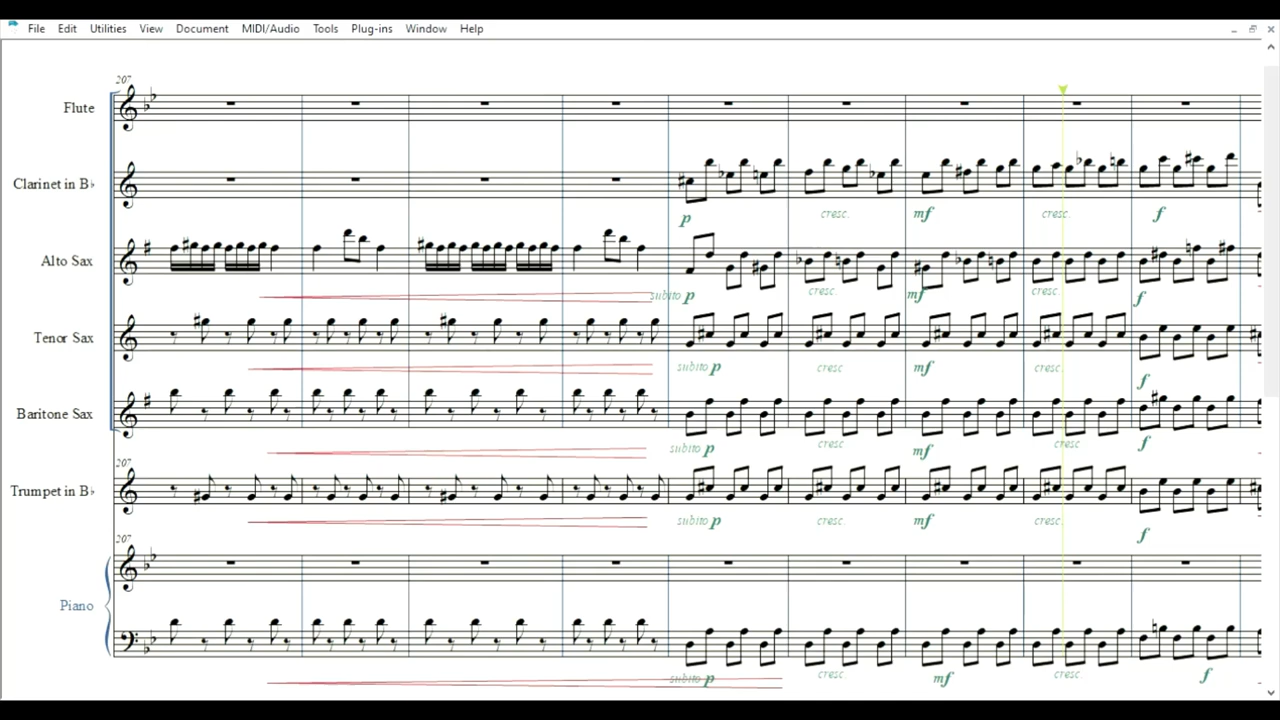 File Edit Utilities View Document MIDI/Audio Tools Plug-ins Window Help
207
Flute
Clarinet in B♭
p cresc. mf cresc. f
Alto Sax
subito p cresc. mf cresc. f
Tenor Sax
subito p cresc mf cresc. f
Baritone Sax
subito p cresc mf cresc f
207
Trumpet in B♭
subito p cresc. mf cresc. f
207
Piano
subito p cresc. mf cresc. f